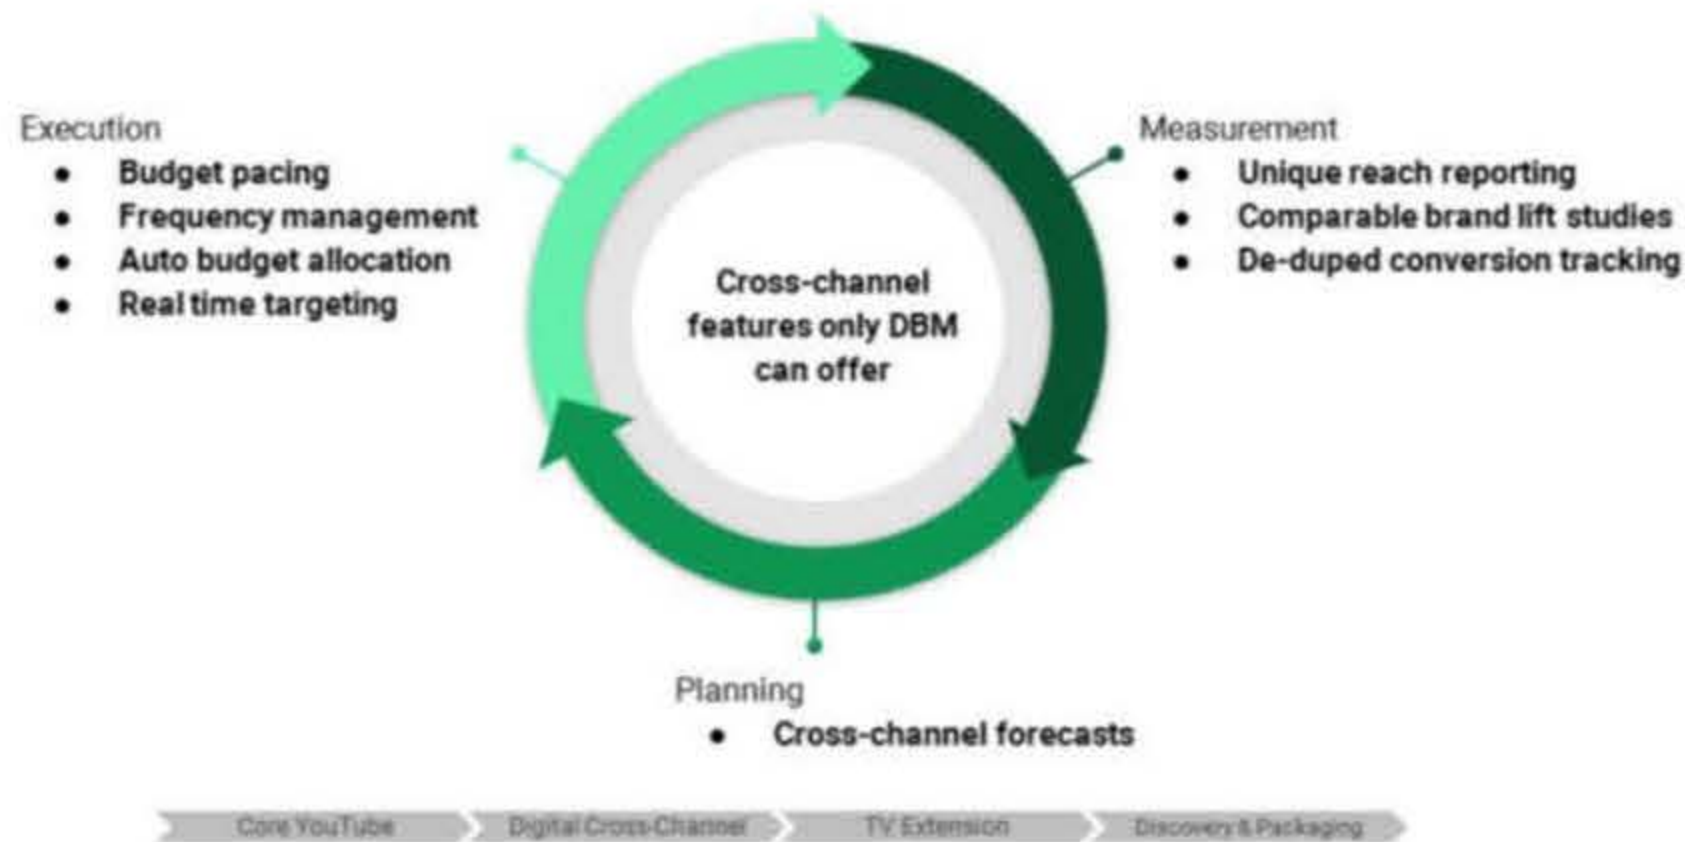 Execution
● Budget pacing
● Frequency management
● Auto budget allocation
● Real time targeting
Cross-channel
features only DBM
can offer
Measurement
● Unique reach reporting
● Comparable brand lift studies
● De-duped conversion tracking
Planning
● Cross-channel forecasts
Core YouTube
Digital Cross-Channel
TV Extension
Discovery & Packaging